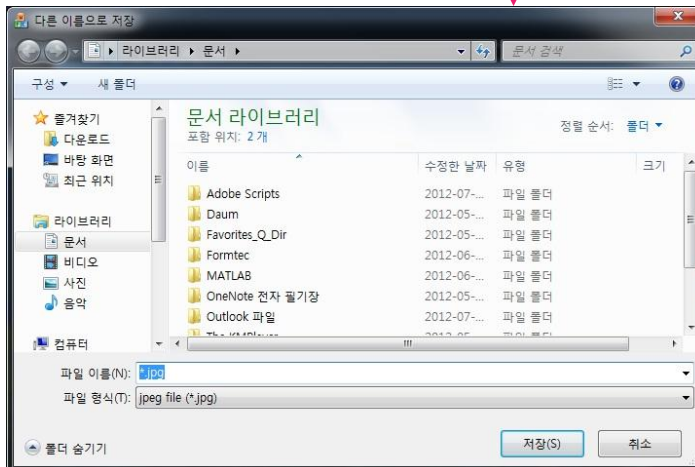 다른 이름으로 저장
라이브러리 ▸ 문서 ▸
문서 검색
구성 새 폴더
즐겨찾기
다운로드
바탕 화면
최근 위치
라이브러리
문서
비디오
사진
음악
컴퓨터
문서 라이브러리
포함 위치: 2개
정렬 순서: 폴더
이름 수정한 날짜 유형 크기
Adobe Scripts 2012-07-... 파일 폴더
Daum 2012-05-... 파일 폴더
Favorites_Q_Dir 2012-05-... 파일 폴더
Formtec 2012-06-... 파일 폴더
MATLAB 2012-06-... 파일 폴더
OneNote 전자 필기장 2012-05-... 파일 폴더
Outlook 파일 2012-07-... 파일 폴더
The KMPlayer 2012-05-... 파일 폴더
파일 이름(N): *.jpg
파일 형식(T): jpeg file (*.jpg)
폴더 숨기기
저장(S) 취소